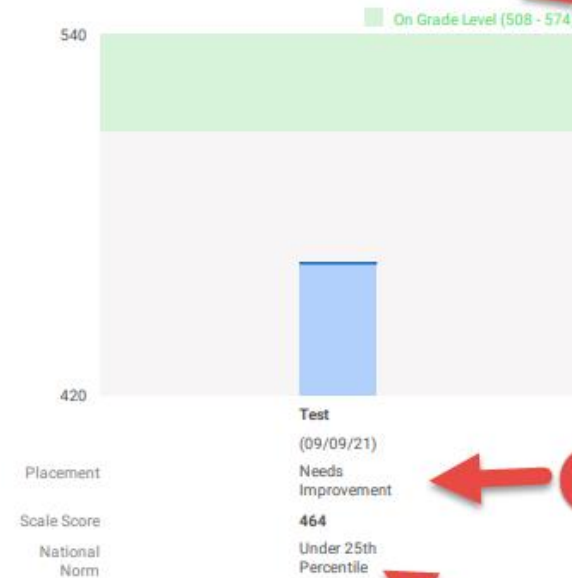 On Grade Level (508 - 574
540
420
Test
(09/09/21)
Placement
Needs
Improvement
Scale Score
464
National
Norm
Under 25th
Percentile